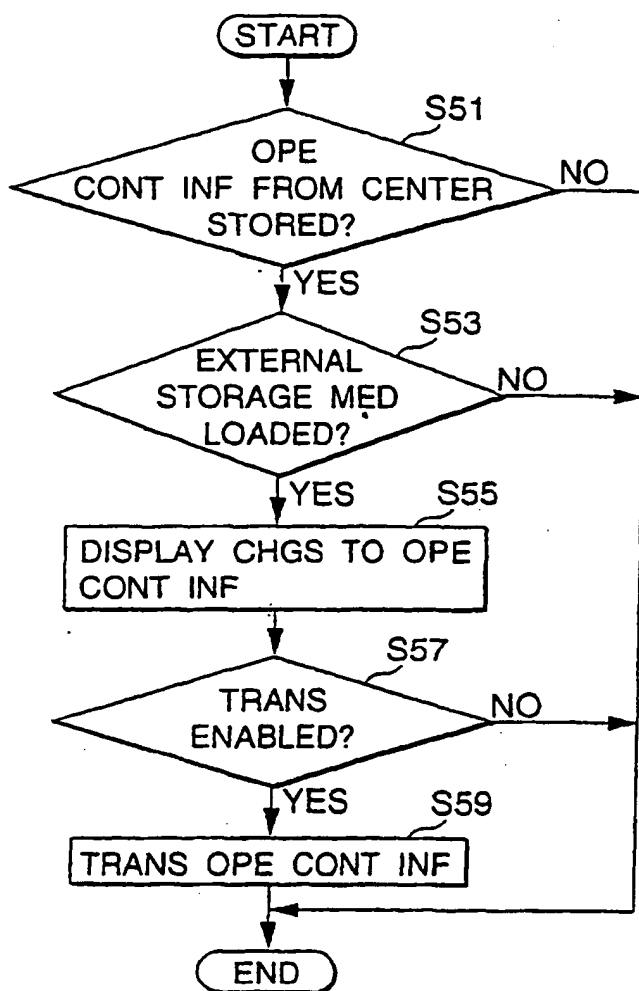 START
S51
OPE
CONT INF FROM CENTER
STORED?
NO
YES
S53
EXTERNAL
STORAGE MED
LOADED?
NO
YES
S55
DISPLAY CHGS TO OPE
CONT INF
S57
TRANS
ENABLED?
NO
YES
S59
TRANS OPE CONT INF
END